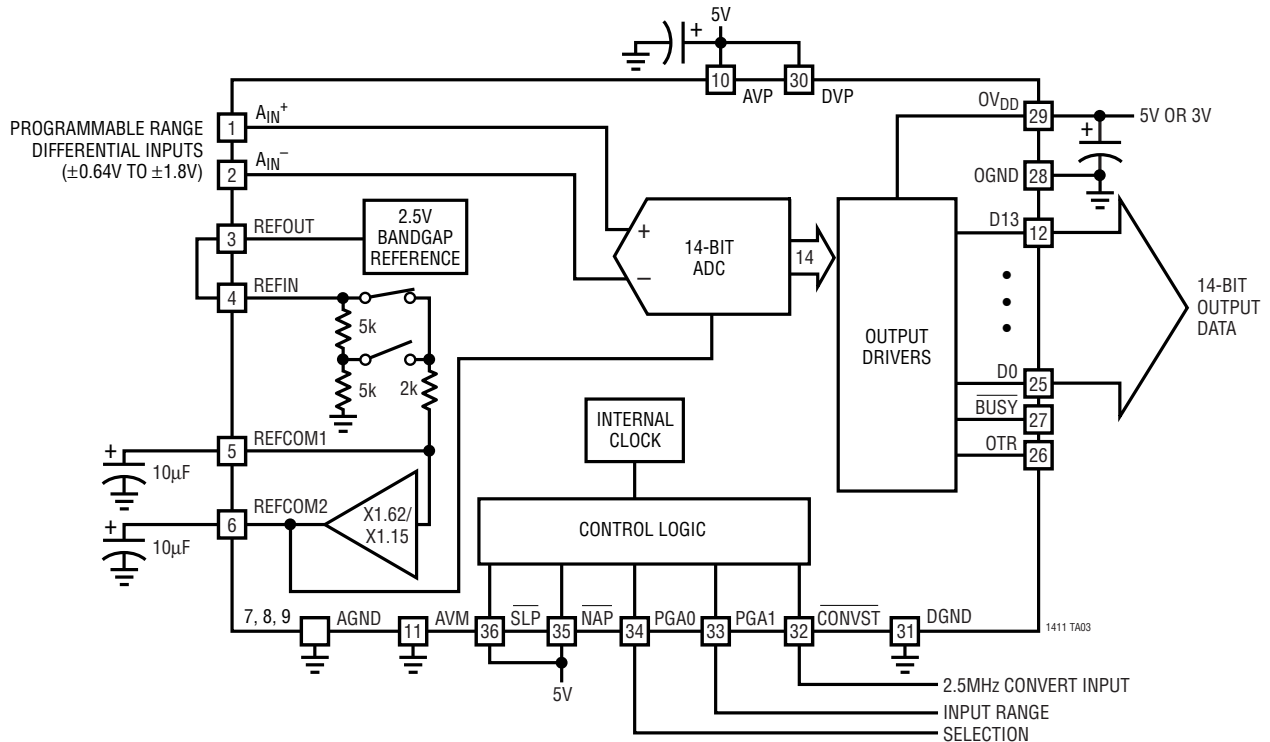 5V
10
30
AVP
DVP
OVDD
29
5V OR 3V
PROGRAMMABLE RANGE
DIFFERENTIAL INPUTS
(±0.64V TO ±1.8V)
1
AIN+
2
AIN−
+
OGND
28
3
REFOUT
2.5V
BANDGAP
REFERENCE
+
−
14-BIT
ADC
14
D13
12
4
REFIN
5k
5k
2k
OUTPUT
DRIVERS
14-BIT
OUTPUT
DATA
D0
25
BUSY
27
OTR
26
INTERNAL
CLOCK
5
REFCOM1
+
10µF
6
REFCOM2
+
10µF
X1.62/
X1.15
CONTROL LOGIC
7, 8, 9
AGND
11
AVM
36
SLP
35
NAP
34
PGA0
33
PGA1
32
CONVST
31
DGND
1411 TA03
5V
2.5MHz CONVERT INPUT
INPUT RANGE
SELECTION
+